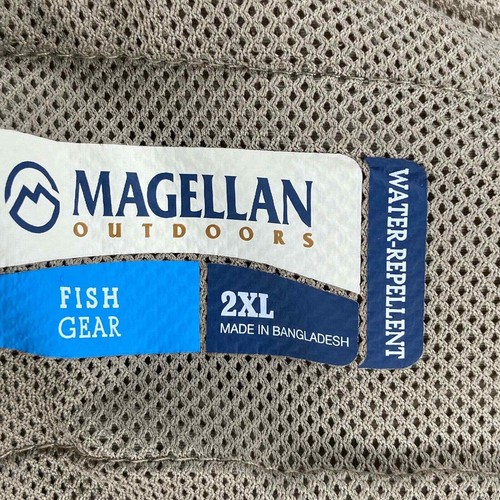 MAGELLAN
OUTDOORS
FISH
GEAR
2XL
MADE IN BANGLADESH
WATER-REPELLENT